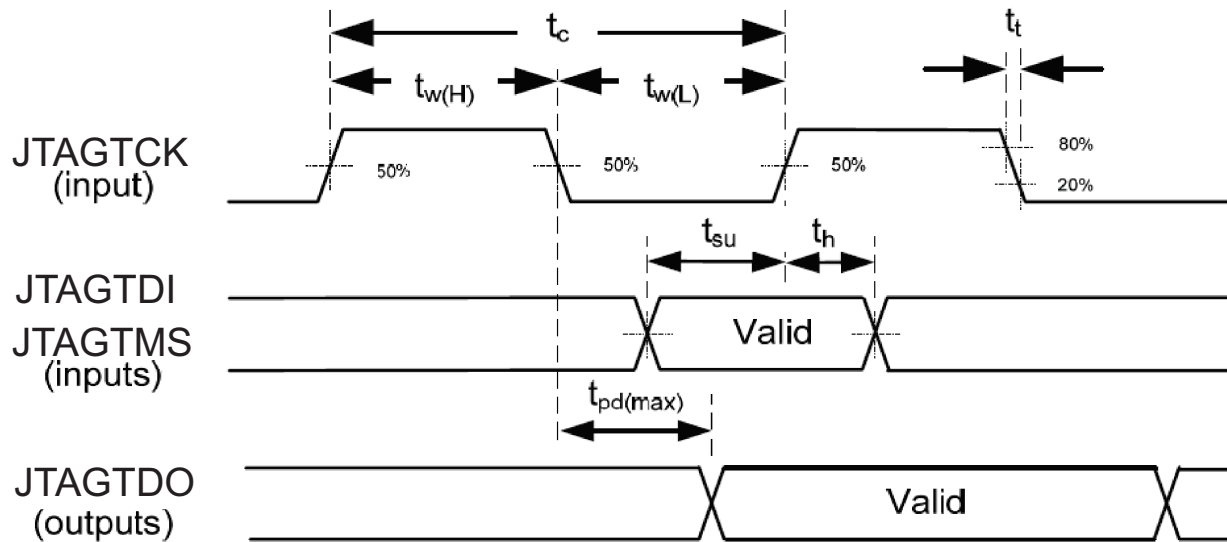 tc
tt
tw(H)
tw(L)
JTAGTCK
(input)
50%
50%
50%
80%
20%
tsu
th
JTAGTDI
JTAGTMS
(inputs)
Valid
tpd(max)
JTAGTDO
(outputs)
Valid